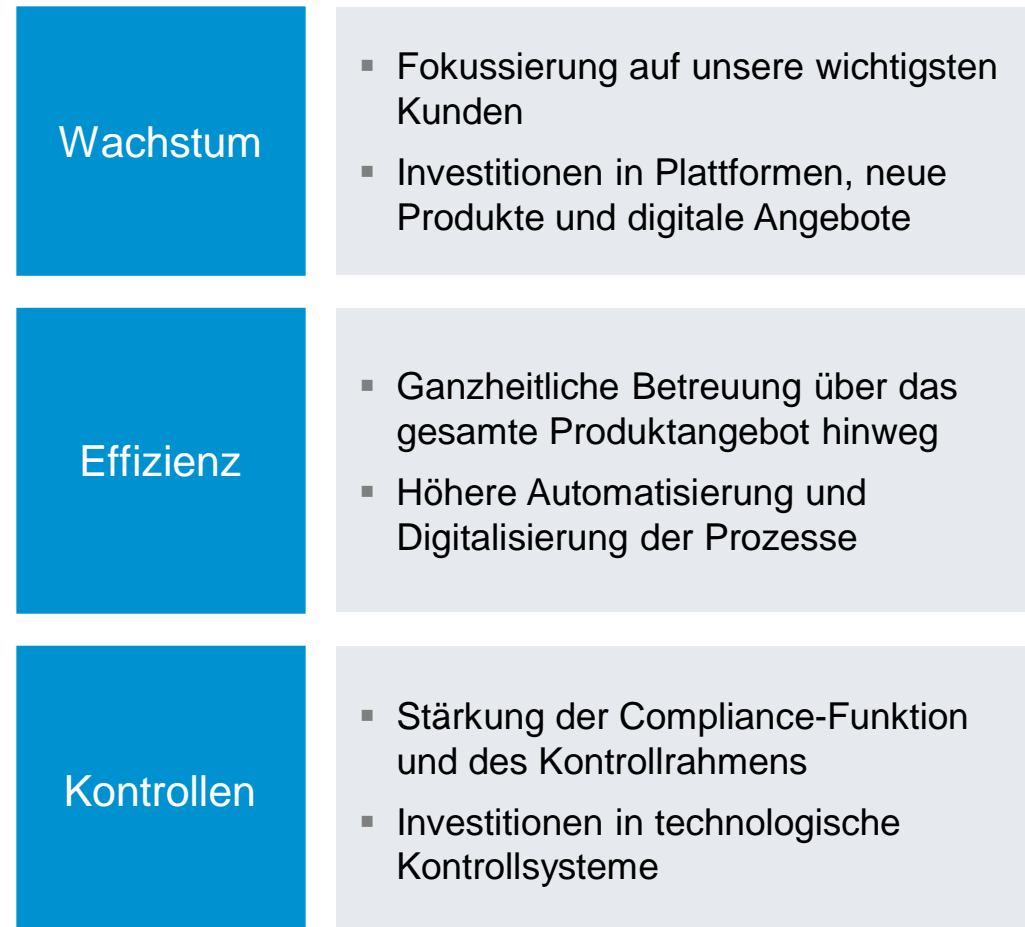 Wachstum
▪ Fokussierung auf unsere wichtigsten
Kunden
▪ Investitionen in Plattformen, neue
Produkte und digitale Angebote
Effizienz
▪ Ganzheitliche Betreuung über das
gesamte Produktangebot hinweg
▪ Höhere Automatisierung und
Digitalisierung der Prozesse
Kontrollen
▪ Stärkung der Compliance-Funktion
und des Kontrollrahmens
▪ Investitionen in technologische
Kontrollsysteme